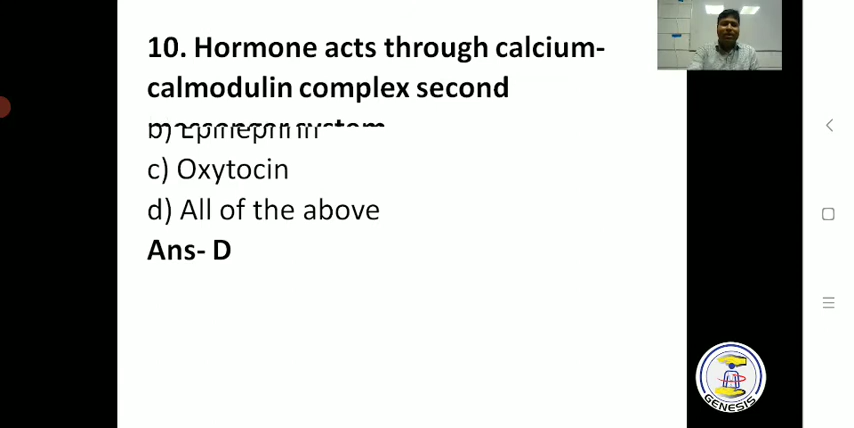 10. Hormone acts through calcium-
calmodulin complex second
c) Oxytocin
d) All of the above
Ans- D
GENESIS